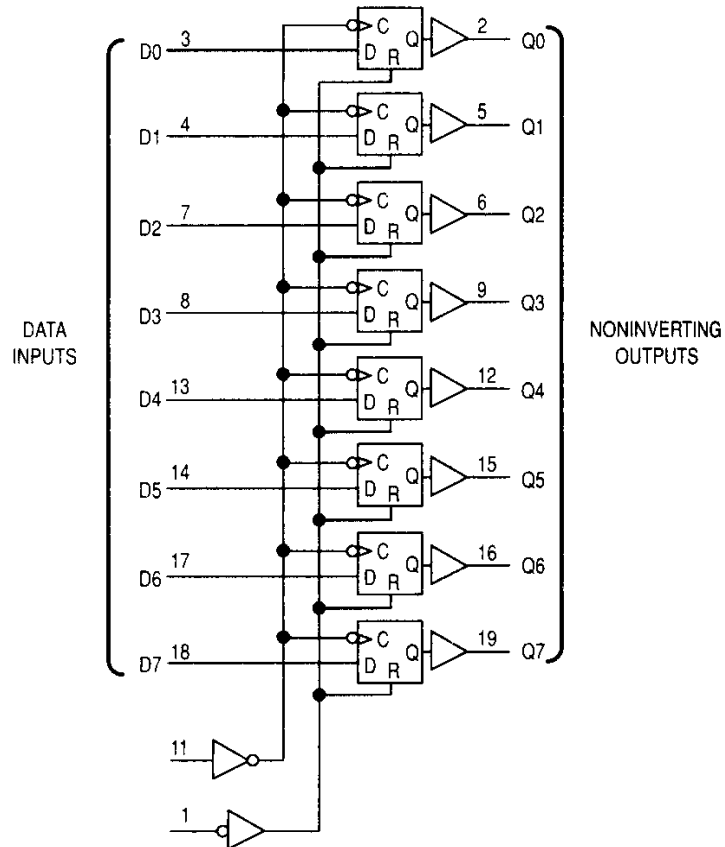 C
D Q
R
D0 3
2 Q0
C
D Q
R
D1 4
5 Q1
C
D Q
R
D2 7
6 Q2
C
D Q
R
D3 8
9 Q3
DATA
INPUTS
NONINVERTING
OUTPUTS
C
D Q
R
D4 13
12 Q4
C
D Q
R
D5 14
15 Q5
C
D Q
R
D6 17
16 Q6
C
D Q
R
D7 18
19 Q7
11
1